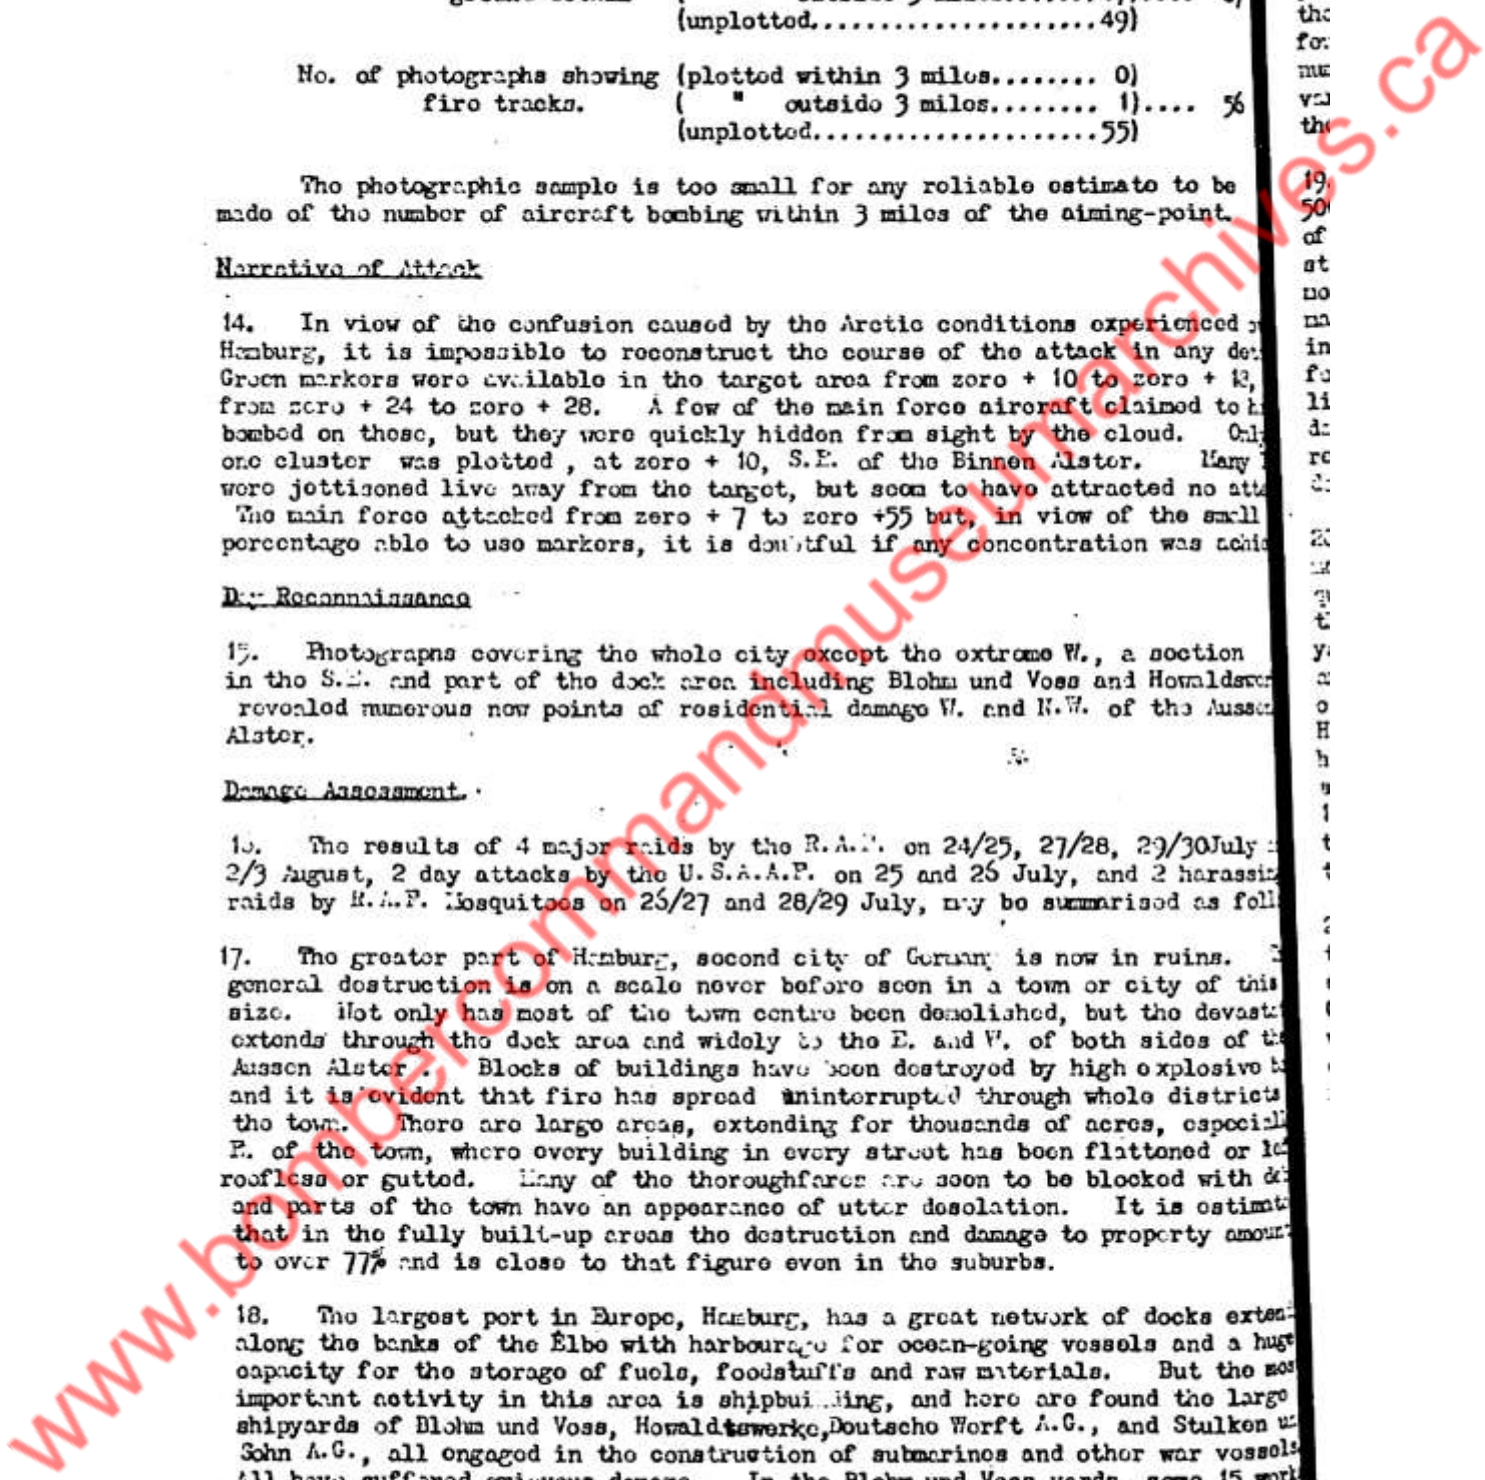 (unplotted......................49)
No. of photographs showing (plotted within 3 miles........ 0)
fire tracks. ( " outside 3 miles........ 1).... 56
(unplotted......................55)
The photographic sample is too small for any reliable estimate to be
made of the number of aircraft bombing within 3 miles of the aiming-point.
Narrative of Attack
14. In view of the confusion caused by the Arctic conditions experienced
Hamburg, it is impossible to reconstruct the course of the attack in any
Green markers were available in the target area from zero + 10 to zero +
from zero + 24 to zero + 28. A few of the main force aircraft claimed to
bombed on these, but they were quickly hidden from sight by the cloud.
one cluster was plotted, at zero + 10, S.E. of the Binnen Alster. Many
were jettisoned live away from the target, but seem to have attracted no
The main force attacked from zero + 7 to zero +55 but, in view of the small
percentage able to use markers, it is doubtful if any concentration was
Day Reconnaissance
15. Photographs covering the whole city except the extreme W., a section
in the S.E. and part of the dock area including Blohm und Voss and
revealed numerous new points of residential damage W. and N.W. of the
Alster.
Damage Assessment.
The results of 4 major raids by the R.A.F. on 24/25, 27/28, 29/30July
2/3 August, 2 day attacks by the U.S.A.A.F. on 25 and 26 July, and 2
raids by R.A.F. Mosquitoes on 26/27 and 28/29 July, may be summarised as
17. The greater part of Hamburg, second city of Germany is now in ruins.
general destruction is on a scale never before seen in a town or city of this
size. Not only has most of the town centre been demolished, but the
extends through the dock area and widely to the E. and W. of both sides of
Aussen Alster. Blocks of buildings have been destroyed by high explosive
and it is evident that fire has spread uninterrupted through whole districts
the town. There are large areas, extending for thousands of acres,
E. of the town, where every building in every street has been flattened or
roofless or gutted. Many of the thoroughfares are seen to be blocked with
and parts of the town have an appearance of utter desolation. It is
that in the fully built-up areas the destruction and damage to property
to over 77% and is close to that figure even in the suburbs.
18. The largest port in Europe, Hamburg, has a great network of docks
along the banks of the Elbe with harbourage for ocean-going vessels and a huge
capacity for the storage of fuels, foodstuffs and raw materials. But the
important activity in this area is shipbuilding, and here are found the large
shipyards of Blohm und Voss, Howaldtswerke,Deutsche Werft A.G., and Stulken
Sohn A.G., all engaged in the construction of submarines and other war vessels
www.bombercommandmuseumarchives.ca